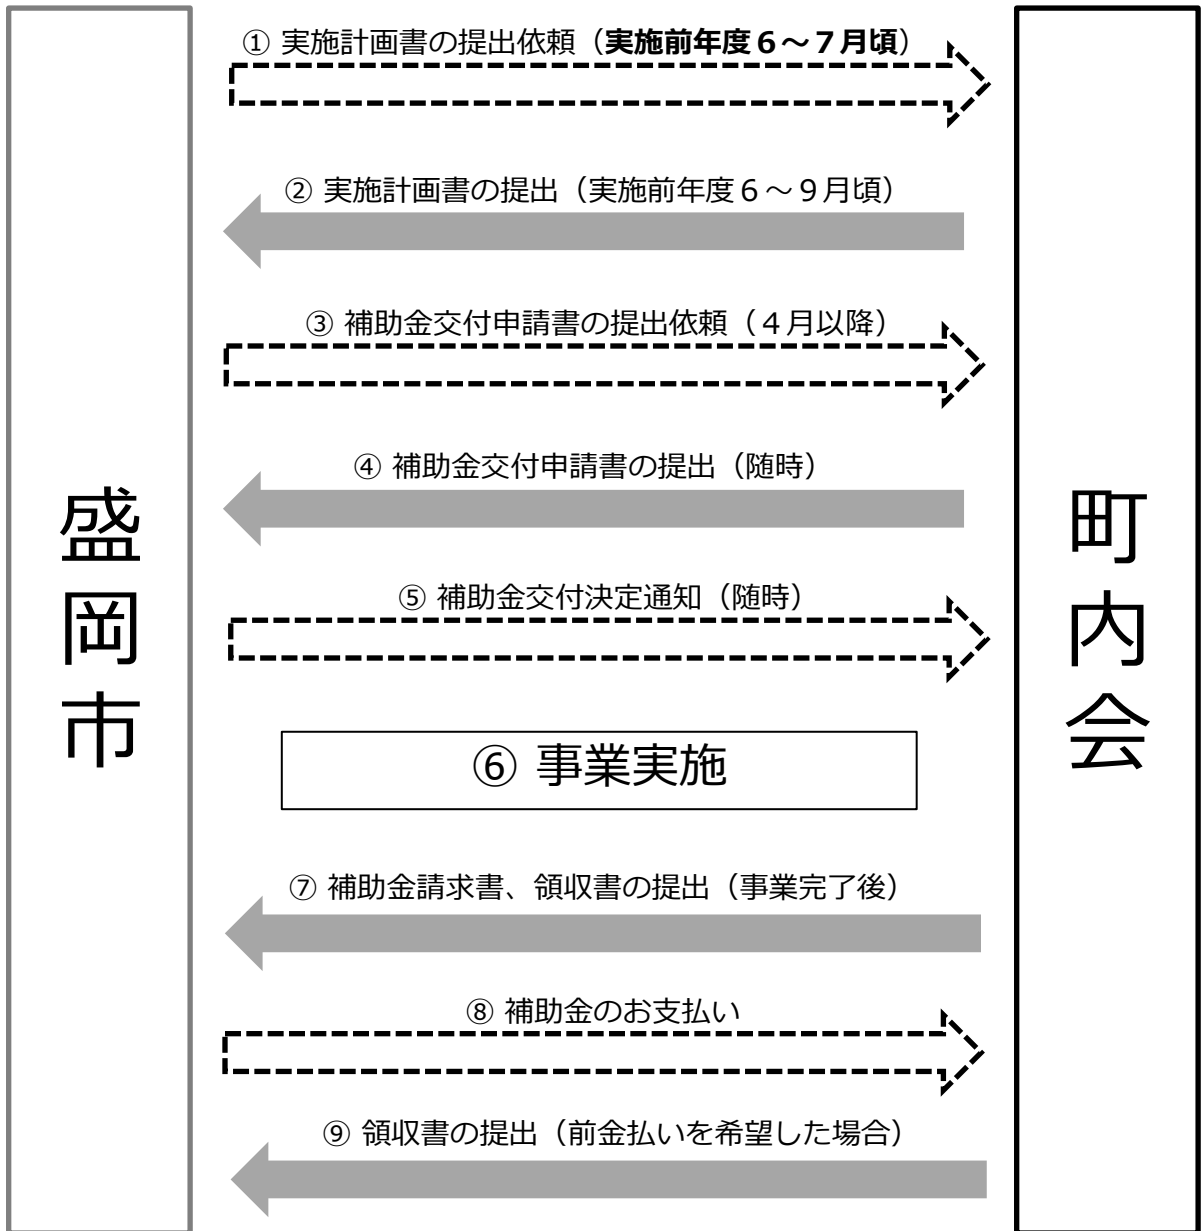 盛岡市
① 実施計画書の提出依頼（実施前年度６～７月頃）
② 実施計画書の提出（実施前年度６～９月頃）
③ 補助金交付申請書の提出依頼（４月以降）
④ 補助金交付申請書の提出（随時）
⑤ 補助金交付決定通知（随時）
⑥ 事業実施
⑦ 補助金請求書、領収書の提出（事業完了後）
⑧ 補助金のお支払い
⑨ 領収書の提出（前金払いを希望した場合）
町内会